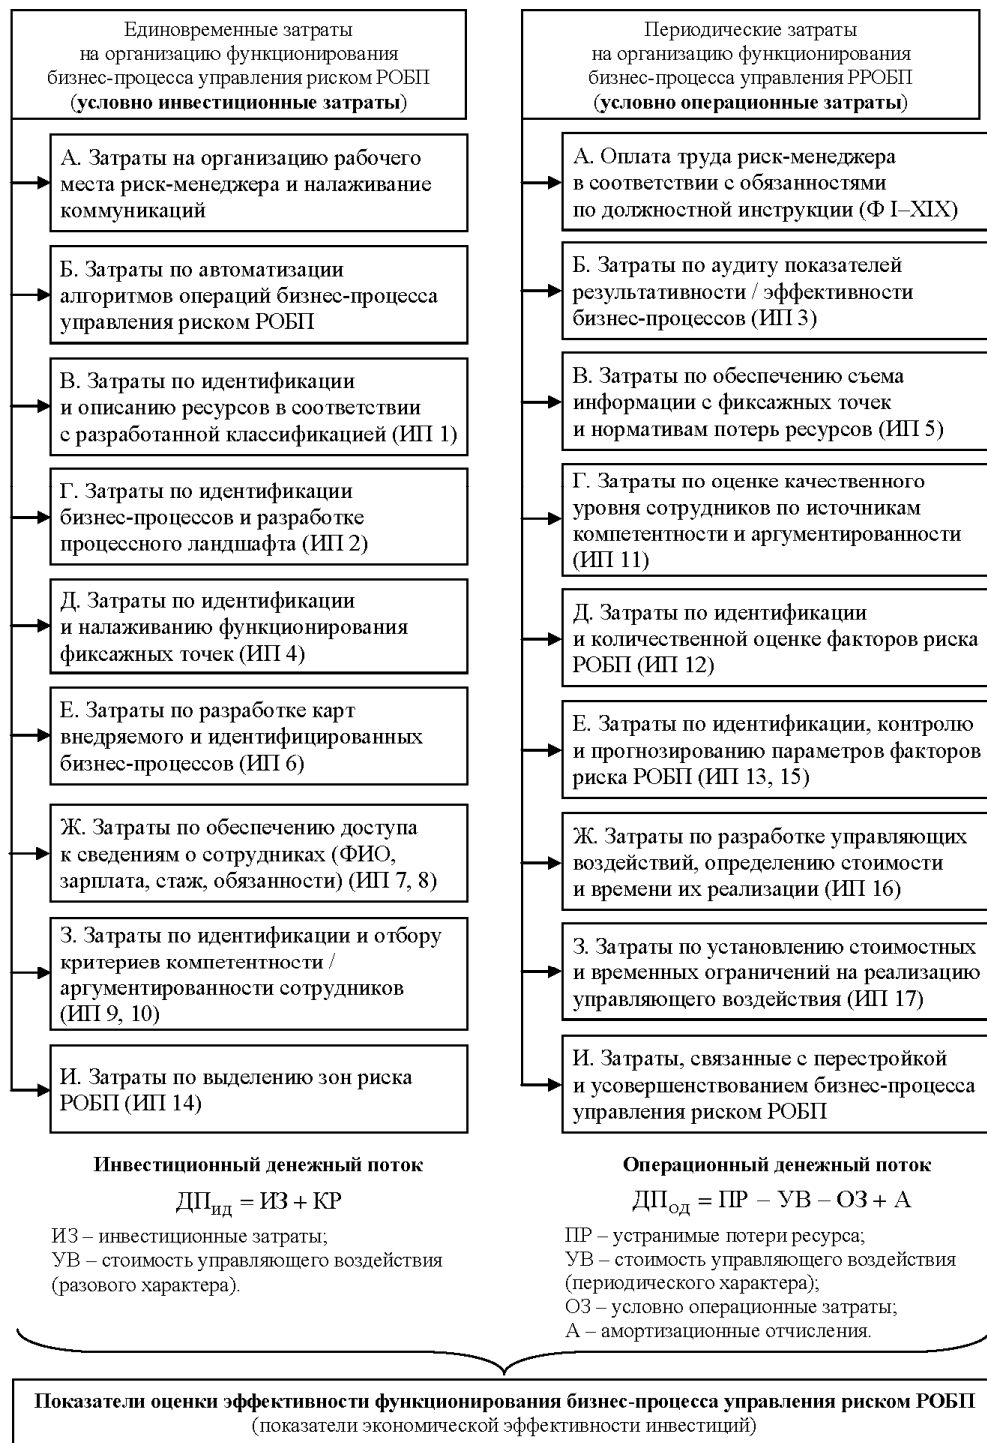 Единовременные затраты
на организацию функционирования
бизнес-процесса управления риском РОБП
(условно инвестиционные затраты)
А. Затраты на организацию рабочего
места риск-менеджера и налаживание
коммуникаций
Б. Затраты по автоматизации
алгоритмов операций бизнес-процесса
управления риском РОБП
В. Затраты по идентификации
и описанию ресурсов в соответствии
с разработанной классификацией (ИП 1)
Г. Затраты по идентификации
бизнес-процессов и разработке
процессного ландшафта (ИП 2)
Д. Затраты по идентификации
и налаживанию функционирования
фиксажных точек (ИП 4)
Е. Затраты по разработке карт
внедряемого и идентифицированных
бизнес-процессов (ИП 6)
Ж. Затраты по обеспечению доступа
к сведениям о сотрудниках (ФИО,
зарплата, стаж, обязанности) (ИП 7, 8)
З. Затраты по идентификации и отбору
критериев компетентности /
аргументированности сотрудников
(ИП 9, 10)
И. Затраты по выделению зон риска
РОБП (ИП 14)
Инвестиционный денежный поток
ДПид = ИЗ + КР
ИЗ – инвестиционные затраты;
УВ – стоимость управляющего воздействия
(разового характера).
Периодические затраты
на организацию функционирования
бизнес-процесса управления РРОБП
(условно операционные затраты)
А. Оплата труда риск-менеджера
в соответствии с обязанностями
по должностной инструкции (Ф I–XIX)
Б. Затраты по аудиту показателей
результативности / эффективности
бизнес-процессов (ИП 3)
В. Затраты по обеспечению съема
информации с фиксажных точек
и нормативам потерь ресурсов (ИП 5)
Г. Затраты по оценке качественного
уровня сотрудников по источникам
компетентности и аргументированности
(ИП 11)
Д. Затраты по идентификации
и количественной оценке факторов риска
РОБП (ИП 12)
Е. Затраты по идентификации, контролю
и прогнозированию параметров факторов
риска РОБП (ИП 13, 15)
Ж. Затраты по разработке управляющих
воздействий, определению стоимости
и времени их реализации (ИП 16)
З. Затраты по установлению стоимостных
и временных ограничений на реализацию
управляющего воздействия (ИП 17)
И. Затраты, связанные с перестройкой
и усовершенствованием бизнес-процесса
управления риском РОБП
Операционный денежный поток
ДПод = ПР – УВ – ОЗ + А
ПР – устранимые потери ресурса;
УВ – стоимость управляющего воздействия
(периодического характера);
ОЗ – условно операционные затраты;
А – амортизационные отчисления.
Показатели оценки эффективности функционирования бизнес-процесса управления риском РОБП
(показатели экономической эффективности инвестиций)